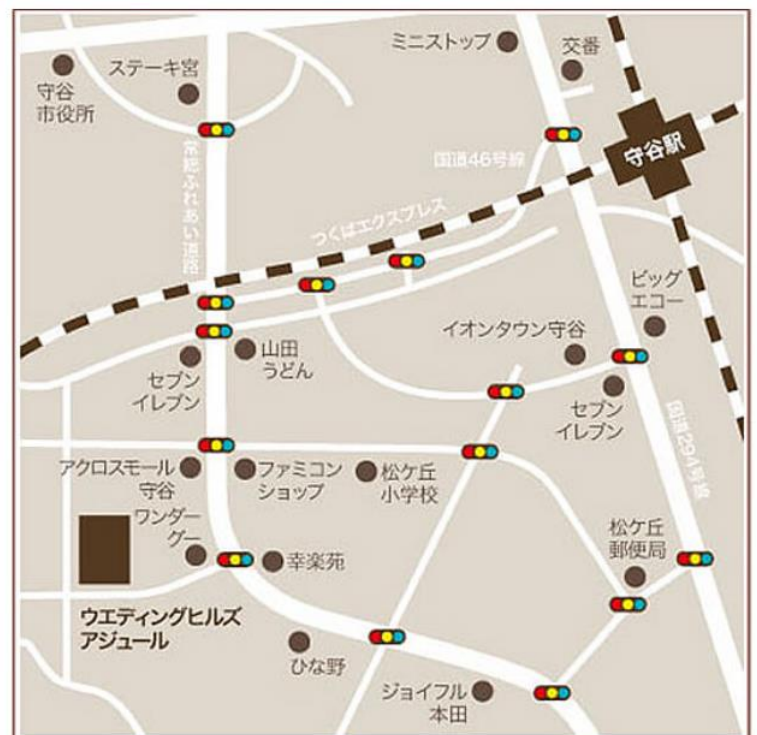 ミニストップ
交番
ステーキ宮
守谷
市役所
守谷駅
国道46号線
常総ふれあい道路
つくばエクスプレス
ビッグ
エコー
イオンタウン守谷
山田
うどん
セブン
イレブン
セブン
イレブン
国道294号線
アクロスモール
守谷
ファミコン
ショップ
松ケ丘
小学校
ワンダー
グー
幸楽苑
松ケ丘
郵便局
ウエディングヒルズ
アジュール
ひな野
ジョイフル
本田